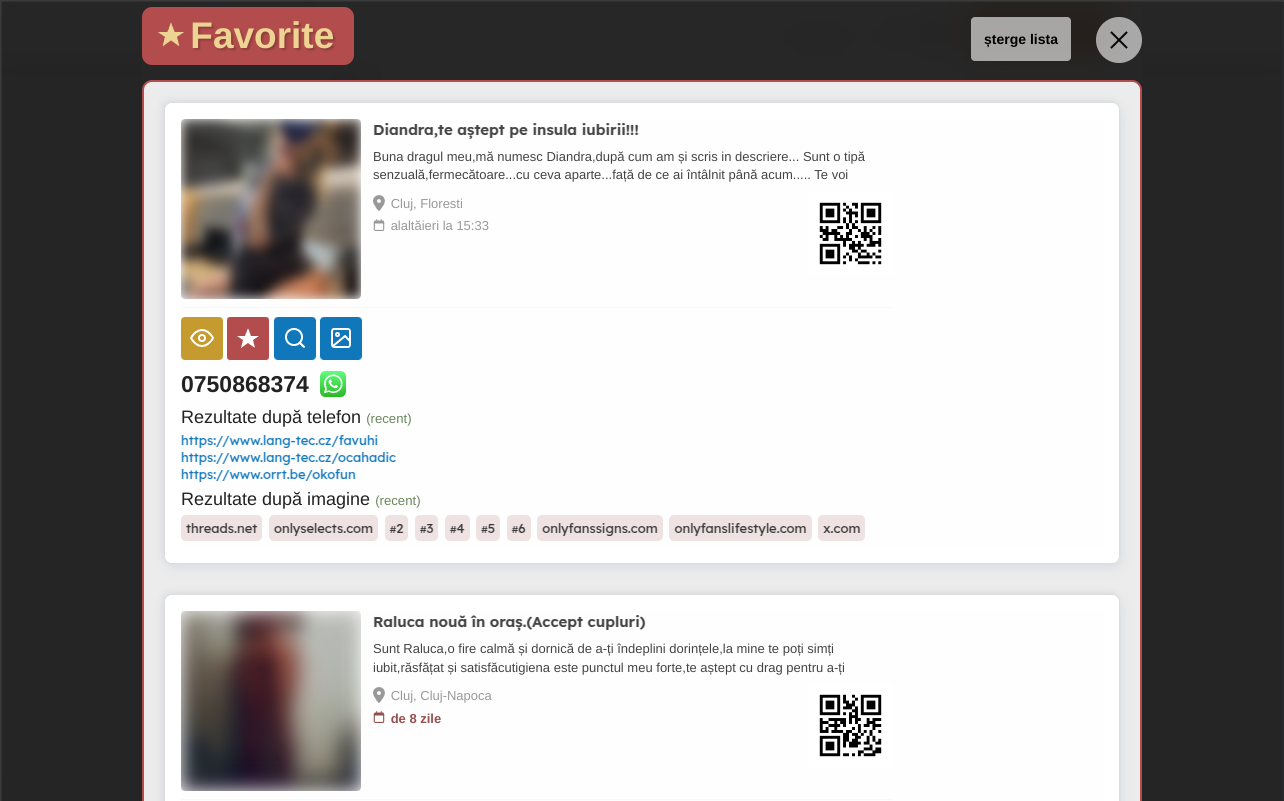 ★ Favorite
șterge lista
Diandra,te aștept pe insula iubirii!!!
Buna dragul meu,mă numesc Diandra,după cum am și scris in descriere... Sunt o tipă
senzuală,fermecătoare...cu ceva aparte...față de ce ai întâlnit până acum..... Te voi
Cluj, Floresti
alaltăieri la 15:33
0750868374
Rezultate după telefon (recent)
https://www.lang-tec.cz/favuhi
https://www.lang-tec.cz/ocahadic
https://www.orrt.be/okofun
Rezultate după imagine (recent)
threads.net onlyselects.com #2 #3 #4 #5 #6 onlyfanssigns.com onlyfanslifestyle.com x.com
Raluca nouă în oraș.(Accept cupluri)
Sunt Raluca,o fire calmă și dornică de a-ți îndeplini dorințele,la mine te poți simți
iubit,răsfățat și satisfăcutigiena este punctul meu forte,te aștept cu drag pentru a-ți
Cluj, Cluj-Napoca
de 8 zile